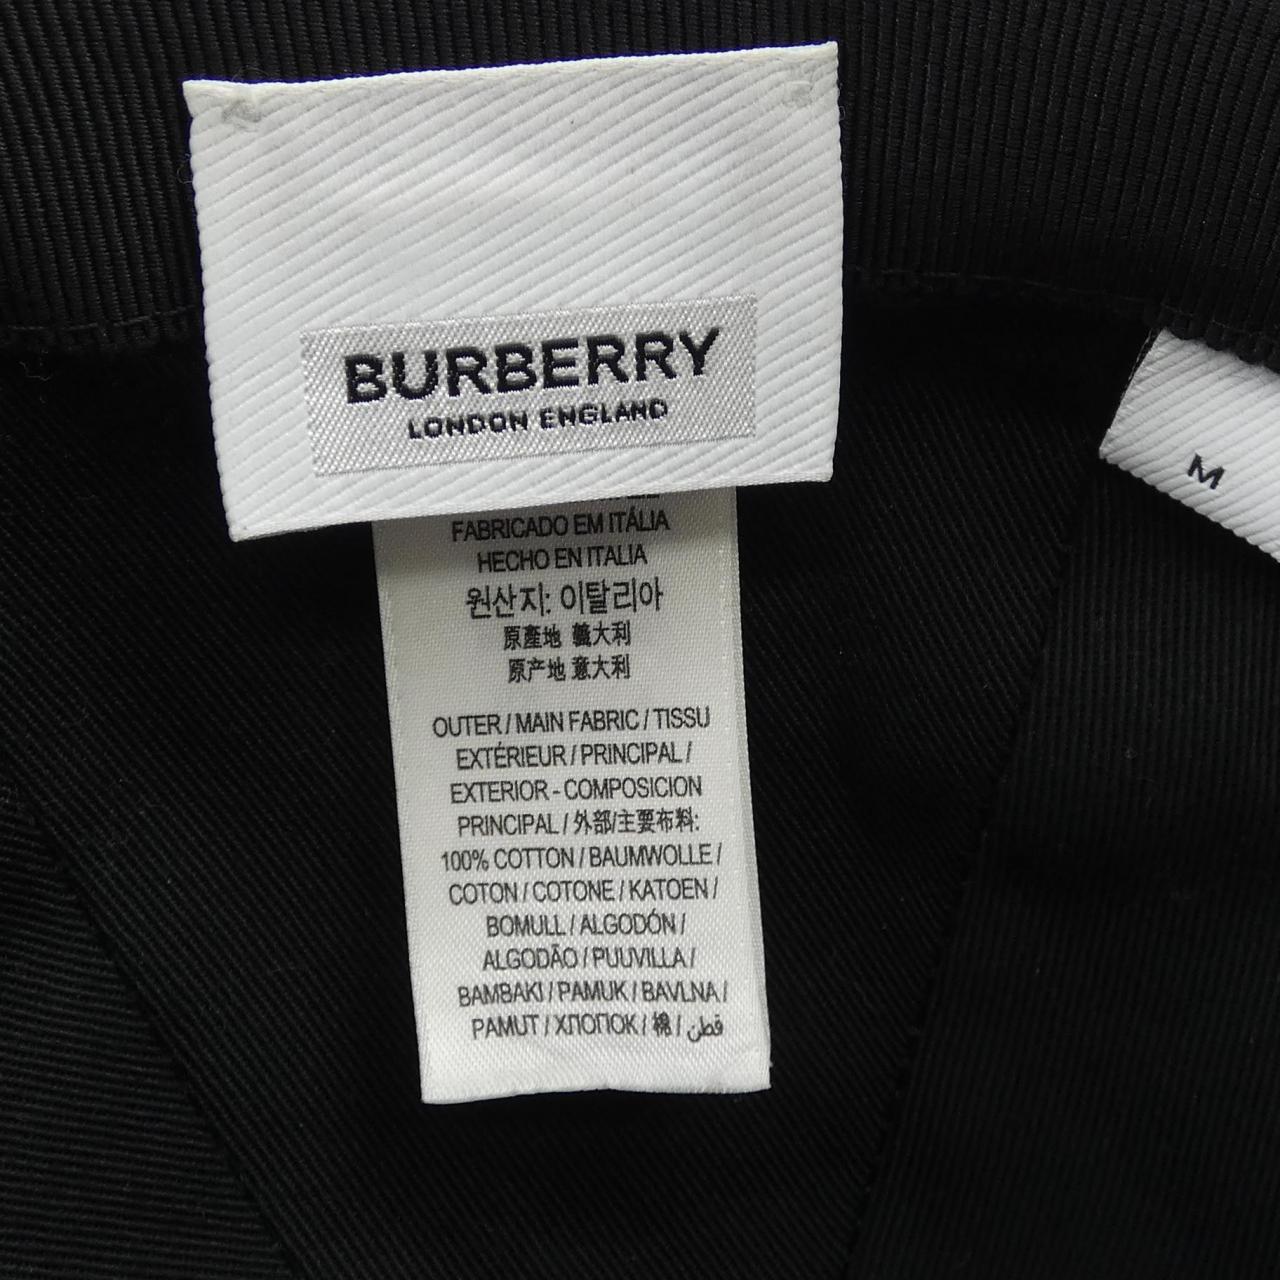 BURBERRY
LONDON ENGLAND
M
FABRICADO EM ITÁLIA
HECHO EN ITALIA
원산지: 이탈리아
原產地 義大利
原产地 意大利
OUTER / MAIN FABRIC / TISSU
EXTÉRIEUR / PRINCIPAL /
EXTERIOR - COMPOSICION
PRINCIPAL / 外部/主要布料:
100% COTTON / BAUMWOLLE /
COTON / COTONE / KATOEN /
BOMULL / ALGODÓN /
ALGODÃO / PUUVILLA /
BAMBAKI / PAMUK / BAVLNA /
PAMUT / ХЛОПОК / 棉 / قطن